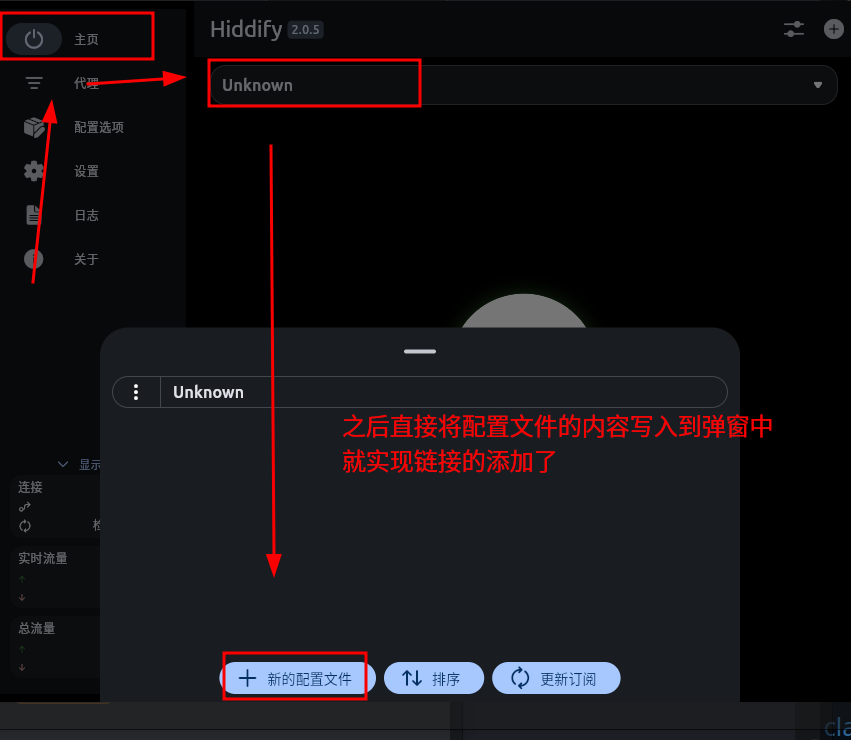 Hiddify 2.0.5
主页
代理
配置选项
设置
日志
关于
Unknown
Unknown
之后直接将配置文件的内容写入到弹窗中
就实现链接的添加了
显示
连接
实时流量
总流量
新的配置文件
排序
更新订阅